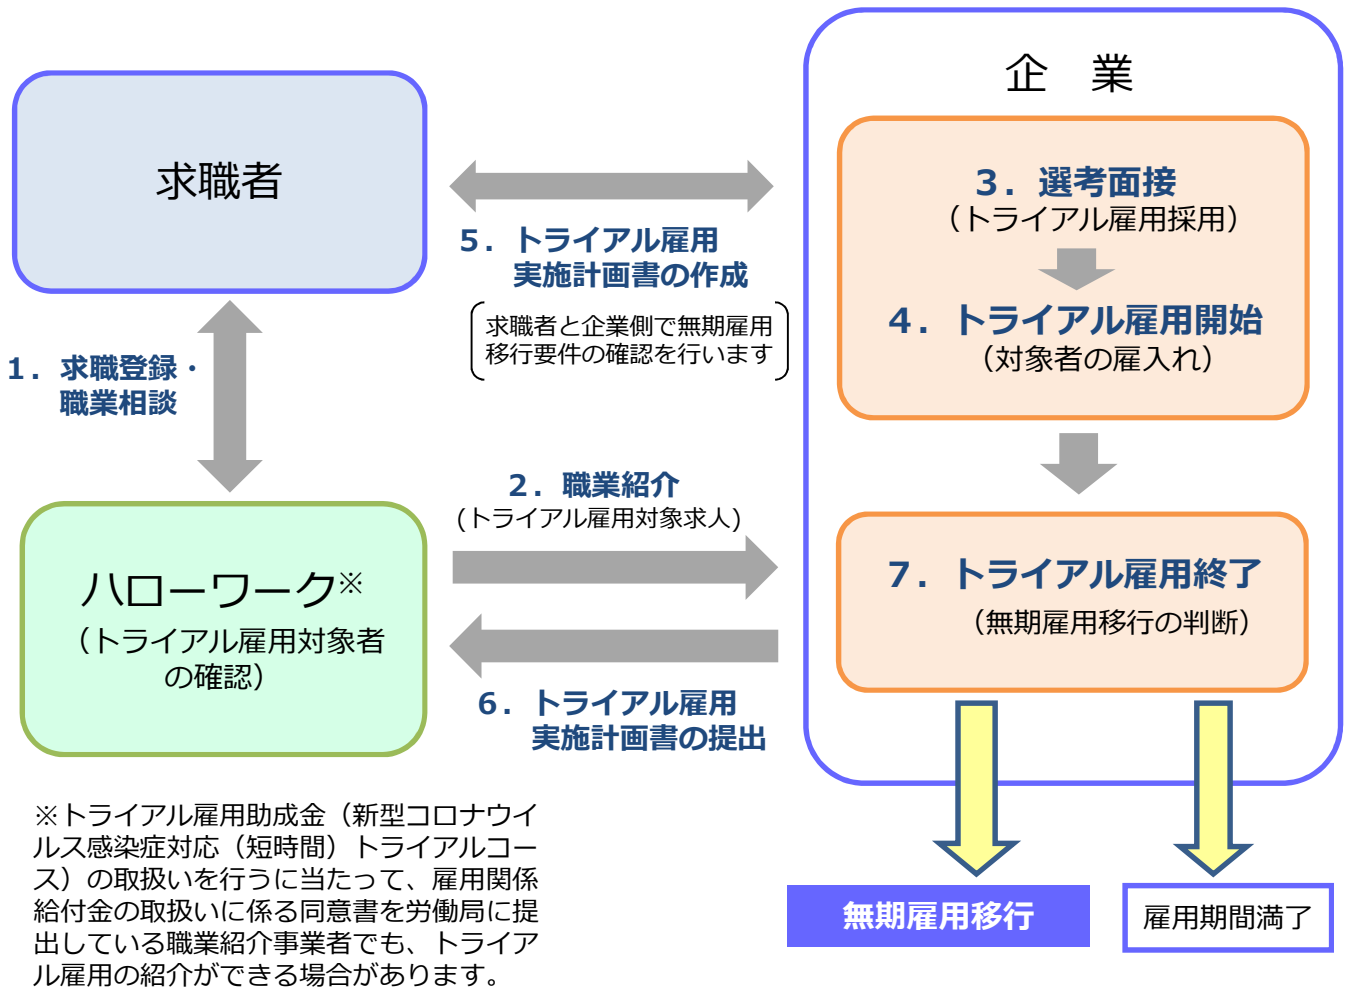 求職者
1. 求職登録・
職業相談
ハローワーク※
（トライアル雇用対象者
の確認）
5. トライアル雇用
実施計画書の作成
求職者と企業側で無期雇用
移行要件の確認を行います
2. 職業紹介
(トライアル雇用対象求人)
6. トライアル雇用
実施計画書の提出
企　業
3. 選考面接
（トライアル雇用採用）
4. トライアル雇用開始
（対象者の雇入れ）
7. トライアル雇用終了
（無期雇用移行の判断）
無期雇用移行
雇用期間満了
※トライアル雇用助成金（新型コロナウイ
ルス感染症対応（短時間）トライアルコー
ス）の取扱いを行うに当たって、雇用関係
給付金の取扱いに係る同意書を労働局に提
出している職業紹介事業者でも、トライア
ル雇用の紹介ができる場合があります。